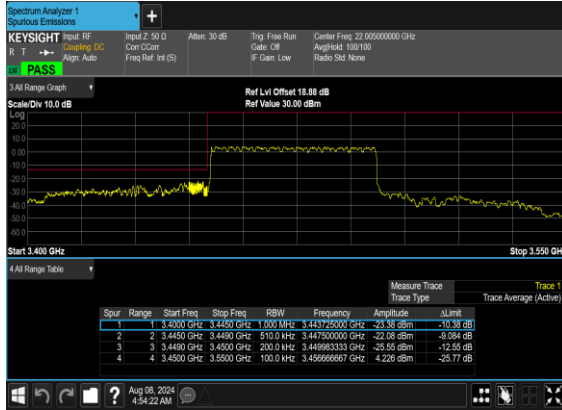 Spectrum Analyzer 1
Spurious Emissions
+
KEYSIGHT Input: RF Input Z: 50 Ω Atten: 30 dB Trig: Free Run Center Freq: 22.005000000 GHz
R T Coupling: DC Corr CCorr Gate: Off Avg|Hold: 100/100
Align: Auto Freq Ref: Int (S) IF Gain: Low Radio Std: None
PASS
3 All Range Graph
Ref Lvl Offset 18.88 dB
Scale/Div 10.0 dB Ref Value 30.00 dBm
Log
20.0
10.0
0.00
-10.0
-20.0
-30.0
-40.0
-50.0
-60.0
Start 3.400 GHz Stop 3.550 GH
4 All Range Table
Measure Trace Trace 1
Trace Type Trace Average (Active)
Spur Range Start Freq Stop Freq RBW Frequency Amplitude ΔLimit
1 1 3.4000 GHz 3.4450 GHz 1.000 MHz 3.443725000 GHz -23.38 dBm -10.38 dB
2 2 3.4450 GHz 3.4490 GHz 510.0 kHz 3.447500000 GHz -22.08 dBm -9.084 dB
3 3 3.4490 GHz 3.4500 GHz 200.0 kHz 3.449983333 GHz -25.55 dBm -12.55 dB
4 4 3.4500 GHz 3.5500 GHz 100.0 kHz 3.456666667 GHz 4.226 dBm -25.77 dB
? Aug 08, 2024
4:54:22 AM